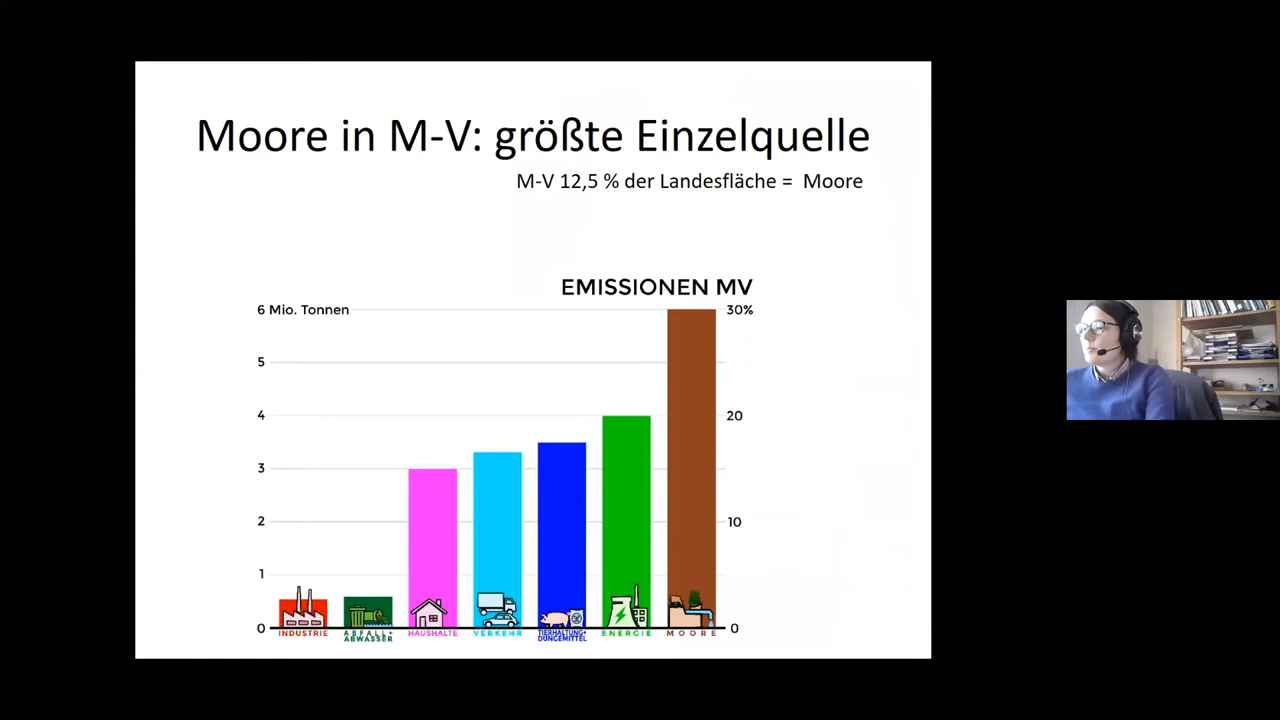 Moore in M-V: größte Einzelquelle
M-V 12,5 % der Landesfläche = Moore
EMISSIONEN MV
6 Mio. Tonnen
30%
5
4
20
3
2
10
1
0
0
INDUSTRIE
ABFALL+
ABWASSER
HAUSHALTE
VERKEHR
TIERHALTUNG+
DÜNGEMITTEL
ENERGIE
MOORE